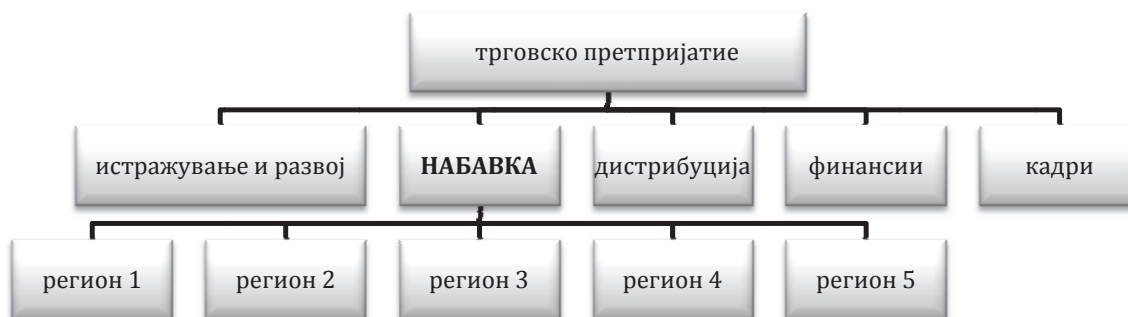 трговско претпријатие
истражување и развој
НАБАВКА
дистрибуција
финансии
кадри
регион 1
регион 2
регион 3
регион 4
регион 5